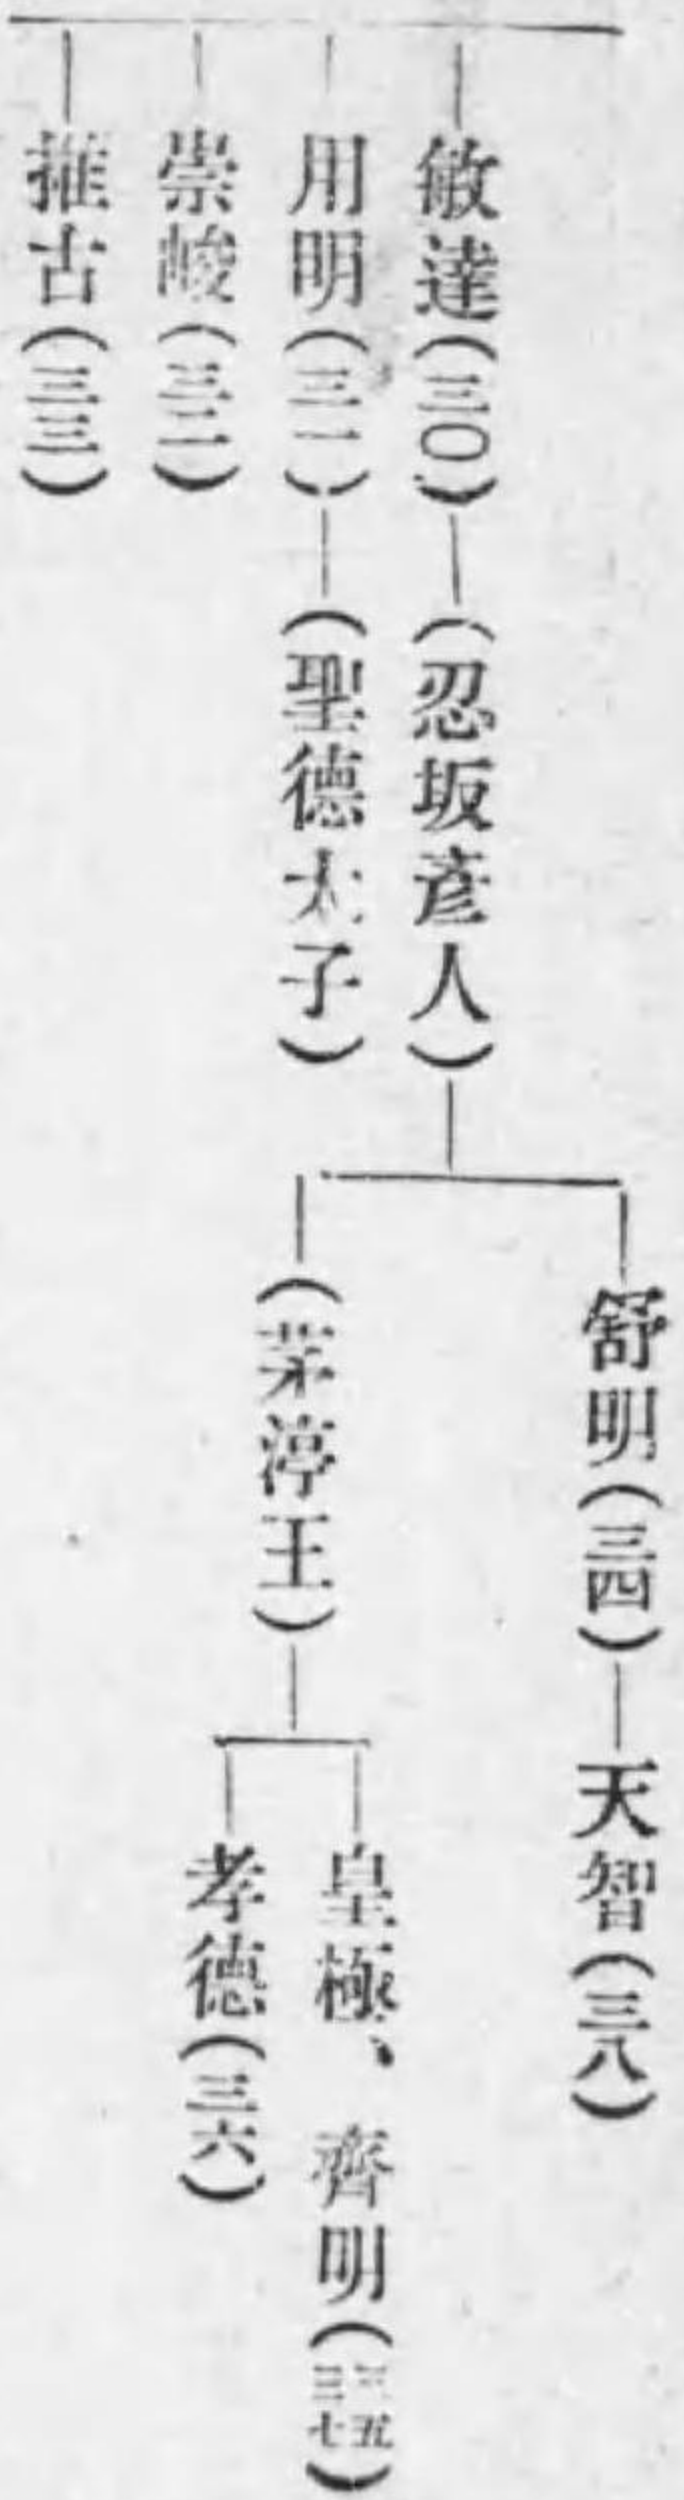 敏達(三〇)
(忍坂彦人)
舒明(三四)
天智(三八)
(茅渟王)
皇極、齊明(三五 三七)
孝德(三六)
用明(三一)
(聖德太子)
崇峻(三二)
推古(三三)